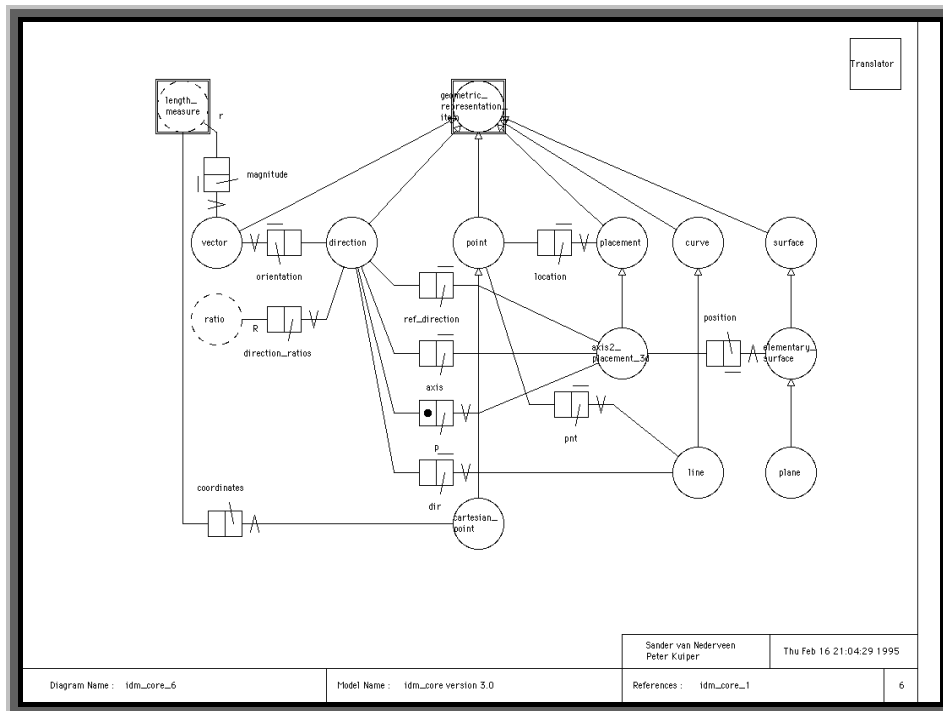 Translator
length_
measure
r
geometric_
representation_
item
magnitude
vector
direction
point
placement
curve
surface
orientation
location
ratio
R
direction_ratios
ref_direction
position
axis2_
placement_3d
elementary_
surface
axis
p
pnt
dir
line
plane
coordinates
cartesian_
point
Sander van Nederveen
Peter Kuiper
Thu Feb 16 21:04:29 1995
Diagram Name : idm_core_6
Model Name : idm_core version 3.0
References : idm_core_1
6